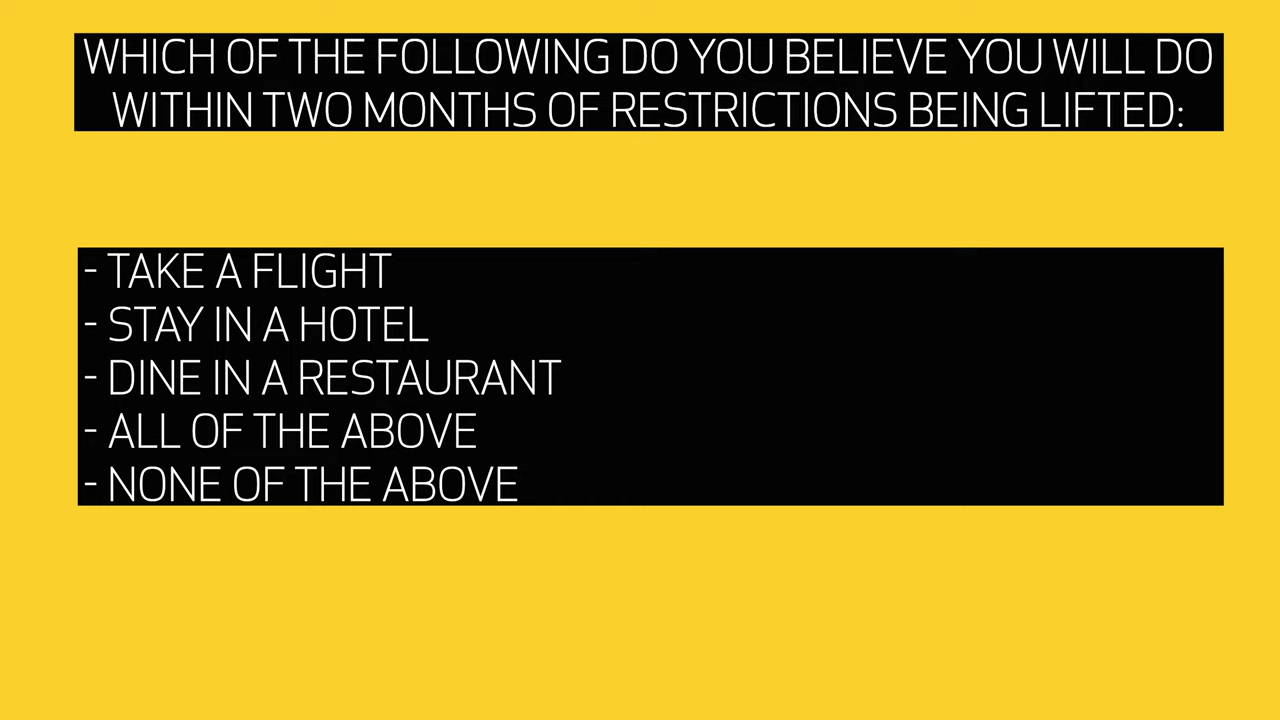 WHICH OF THE FOLLOWING DO YOU BELIEVE YOU WILL DO
WITHIN TWO MONTHS OF RESTRICTIONS BEING LIFTED:
- TAKE A FLIGHT
- STAY IN A HOTEL
- DINE IN A RESTAURANT
- ALL OF THE ABOVE
- NONE OF THE ABOVE